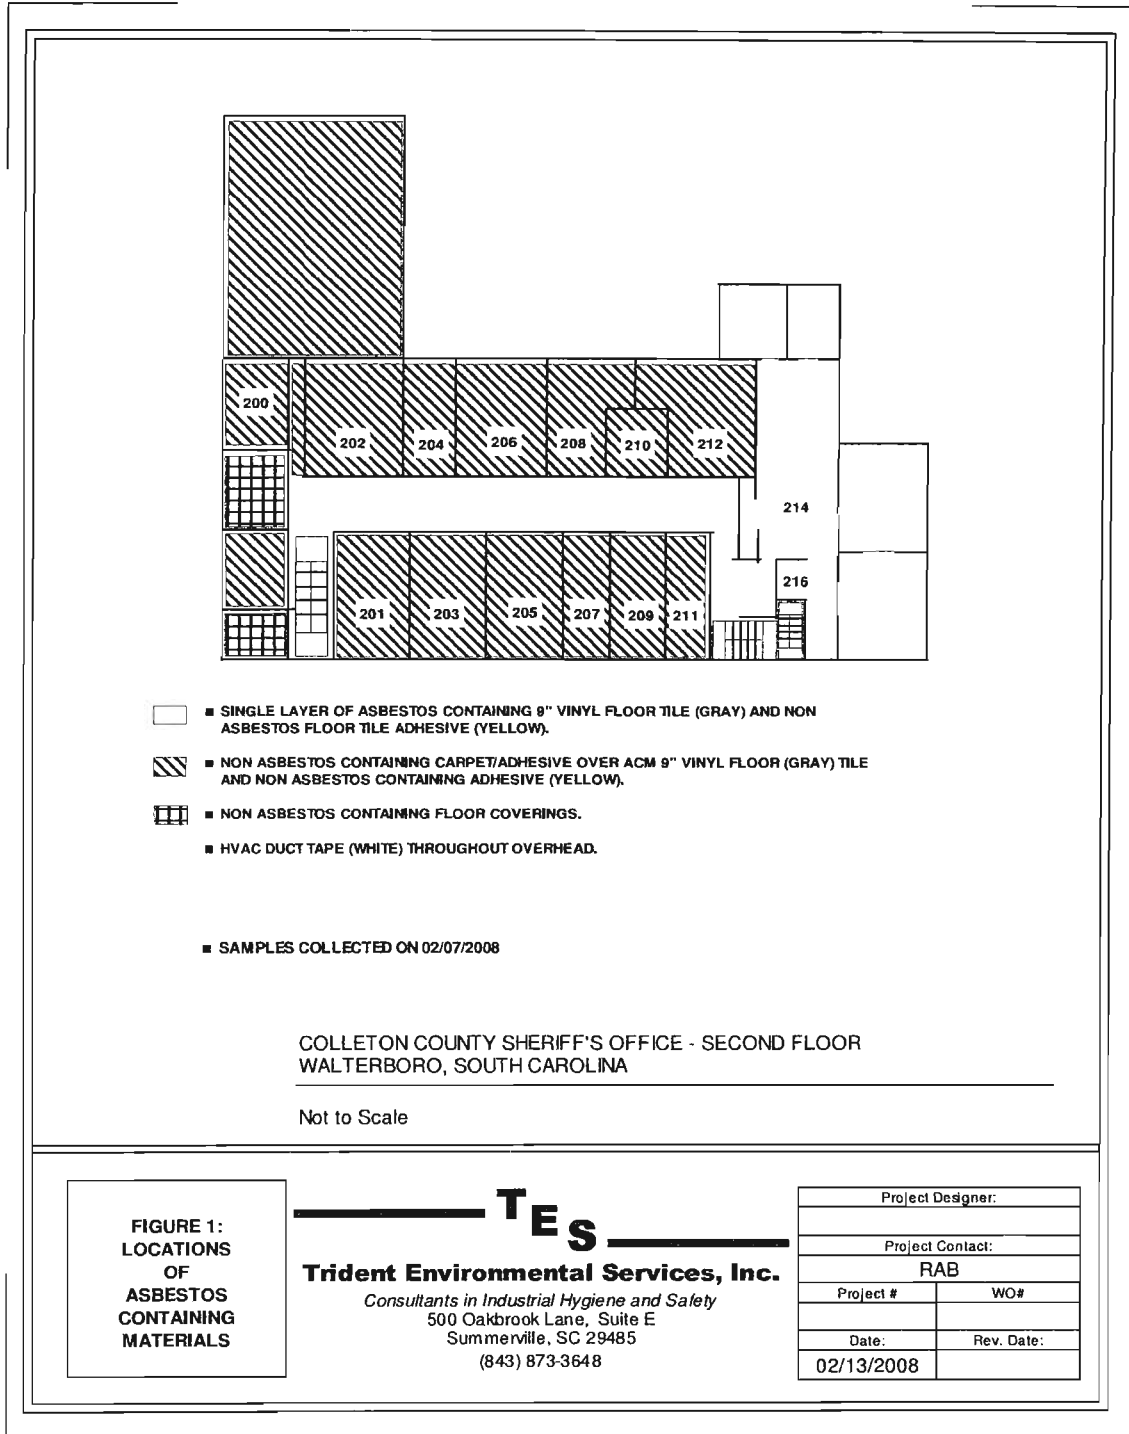 200
202
204
206
208
210
212
214
216
201
203
205
207
209
211
■ SINGLE LAYER OF ASBESTOS CONTAINING 9" VINYL FLOOR TILE (GRAY) AND NON
ASBESTOS FLOOR TILE ADHESIVE (YELLOW).
■ NON ASBESTOS CONTAINING CARPET/ADHESIVE OVER ACM 9" VINYL FLOOR (GRAY) TILE
AND NON ASBESTOS CONTAINING ADHESIVE (YELLOW).
■ NON ASBESTOS CONTAINING FLOOR COVERINGS.
■ HVAC DUCT TAPE (WHITE) THROUGHOUT OVERHEAD.
■ SAMPLES COLLECTED ON 02/07/2008
COLLETON COUNTY SHERIFF'S OFFICE - SECOND FLOOR
WALTERBORO, SOUTH CAROLINA
Not to Scale
FIGURE 1:
LOCATIONS
OF
ASBESTOS
CONTAINING
MATERIALS
TES
Trident Environmental Services, Inc.
Consultants in Industrial Hygiene and Safety
500 Oakbrook Lane, Suite E
Summerville, SC 29485
(843) 873-3648
Project Designer:
Project Contact:
RAB
Project # WO#
Date: Rev. Date:
02/13/2008